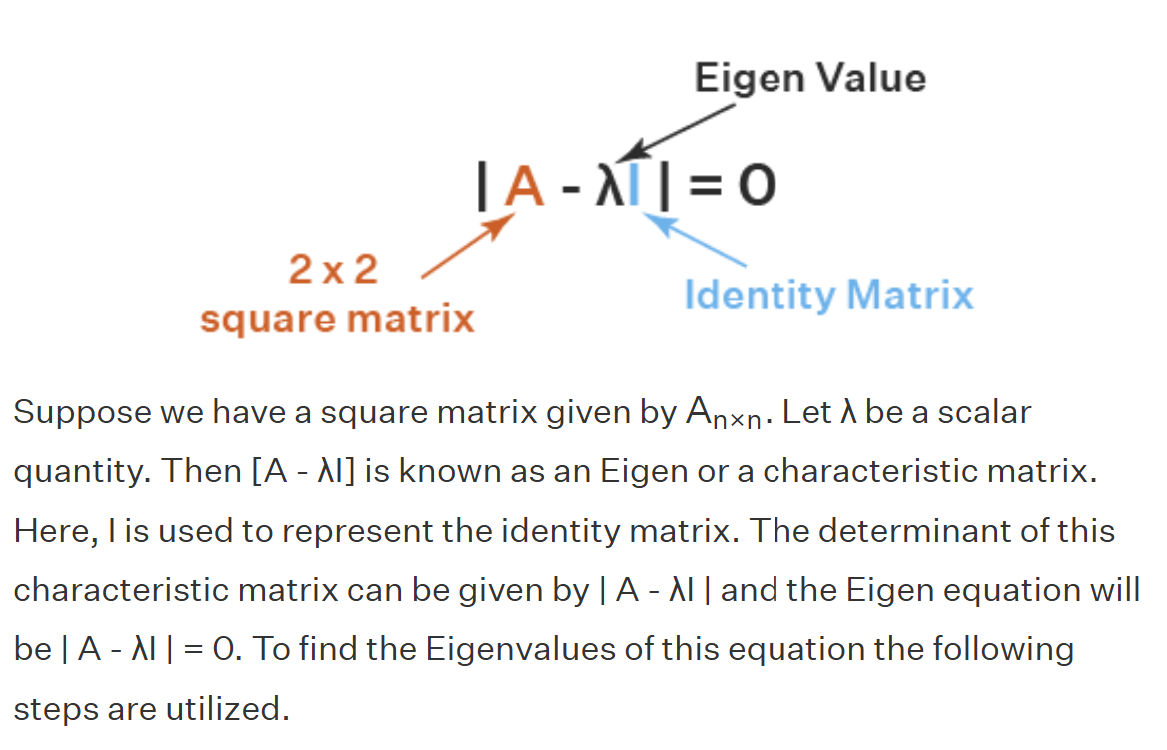 Eigen Value
| A - λI | = 0
2 x 2
square matrix
Identity Matrix
Suppose we have a square matrix given by Aₙₓₙ. Let λ be a scalar
quantity. Then [A - λI] is known as an Eigen or a characteristic matrix.
Here, I is used to represent the identity matrix. The determinant of this
characteristic matrix can be given by | A - λI | and the Eigen equation will
be | A - λI | = 0. To find the Eigenvalues of this equation the following
steps are utilized.